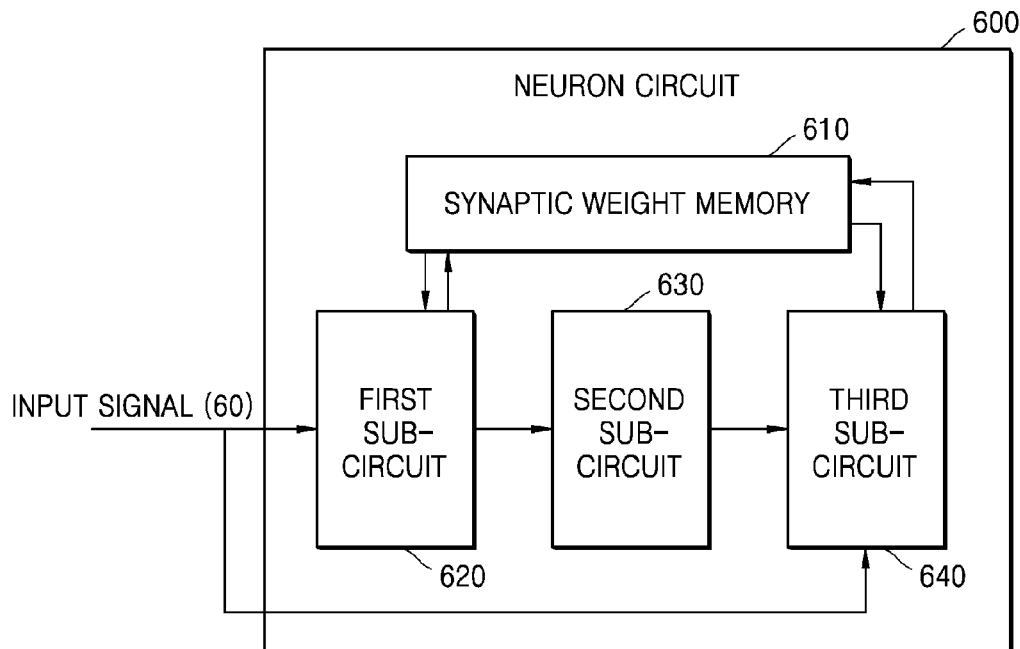 600
NEURON CIRCUIT
610
SYNAPTIC WEIGHT MEMORY
630
INPUT SIGNAL (60)
FIRST
SUB-
CIRCUIT
SECOND
SUB-
CIRCUIT
THIRD
SUB-
CIRCUIT
620
640